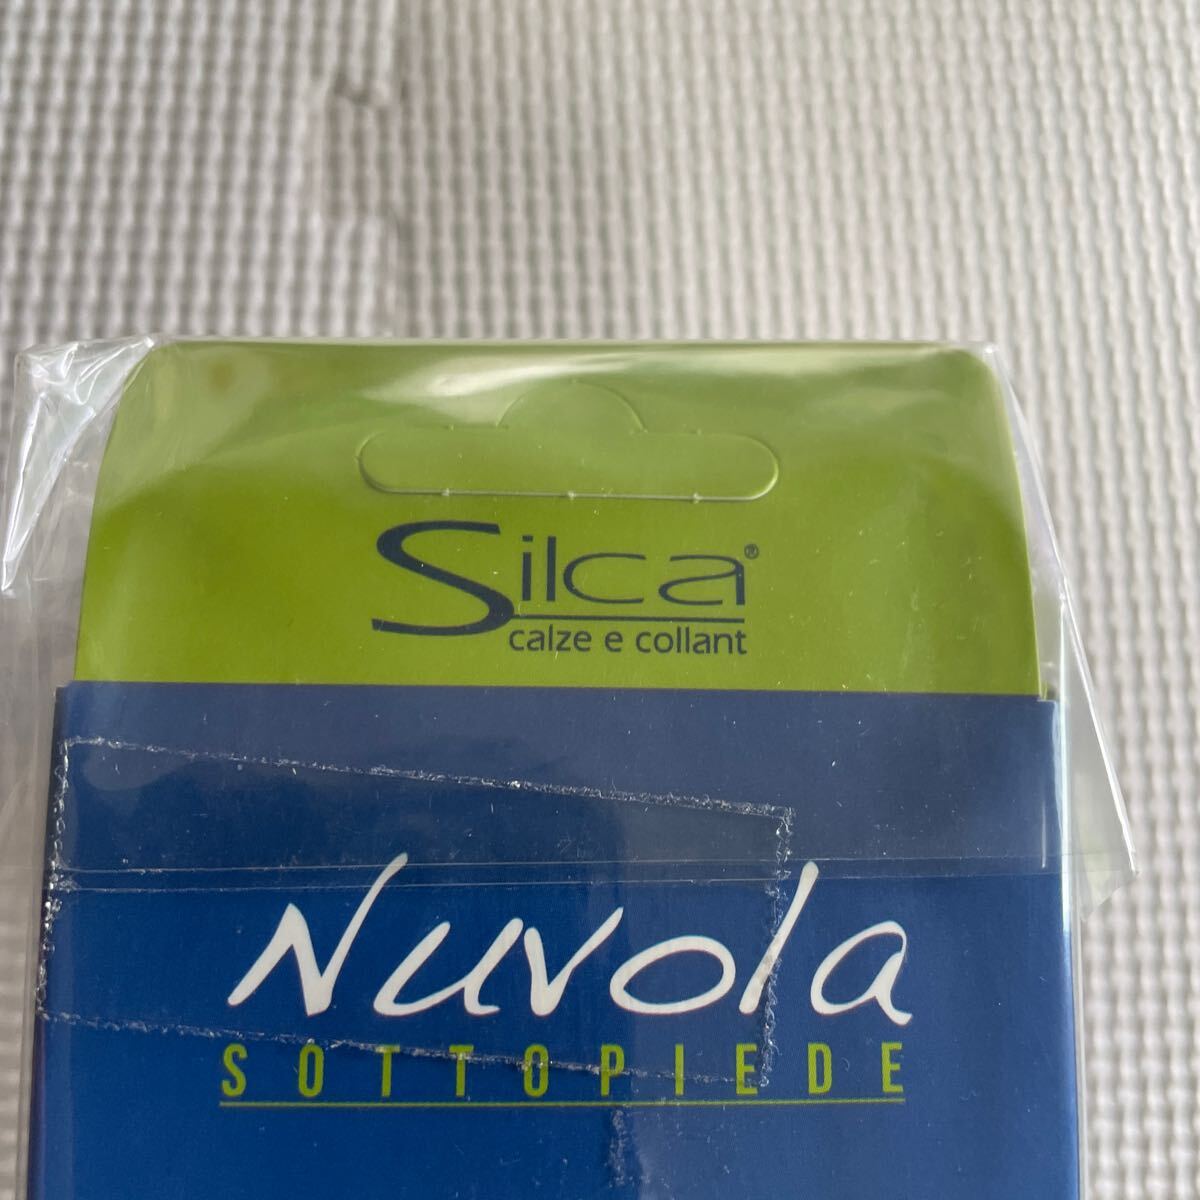 Silca®
calze e collant
Nuvola
SOTTOPIEDE